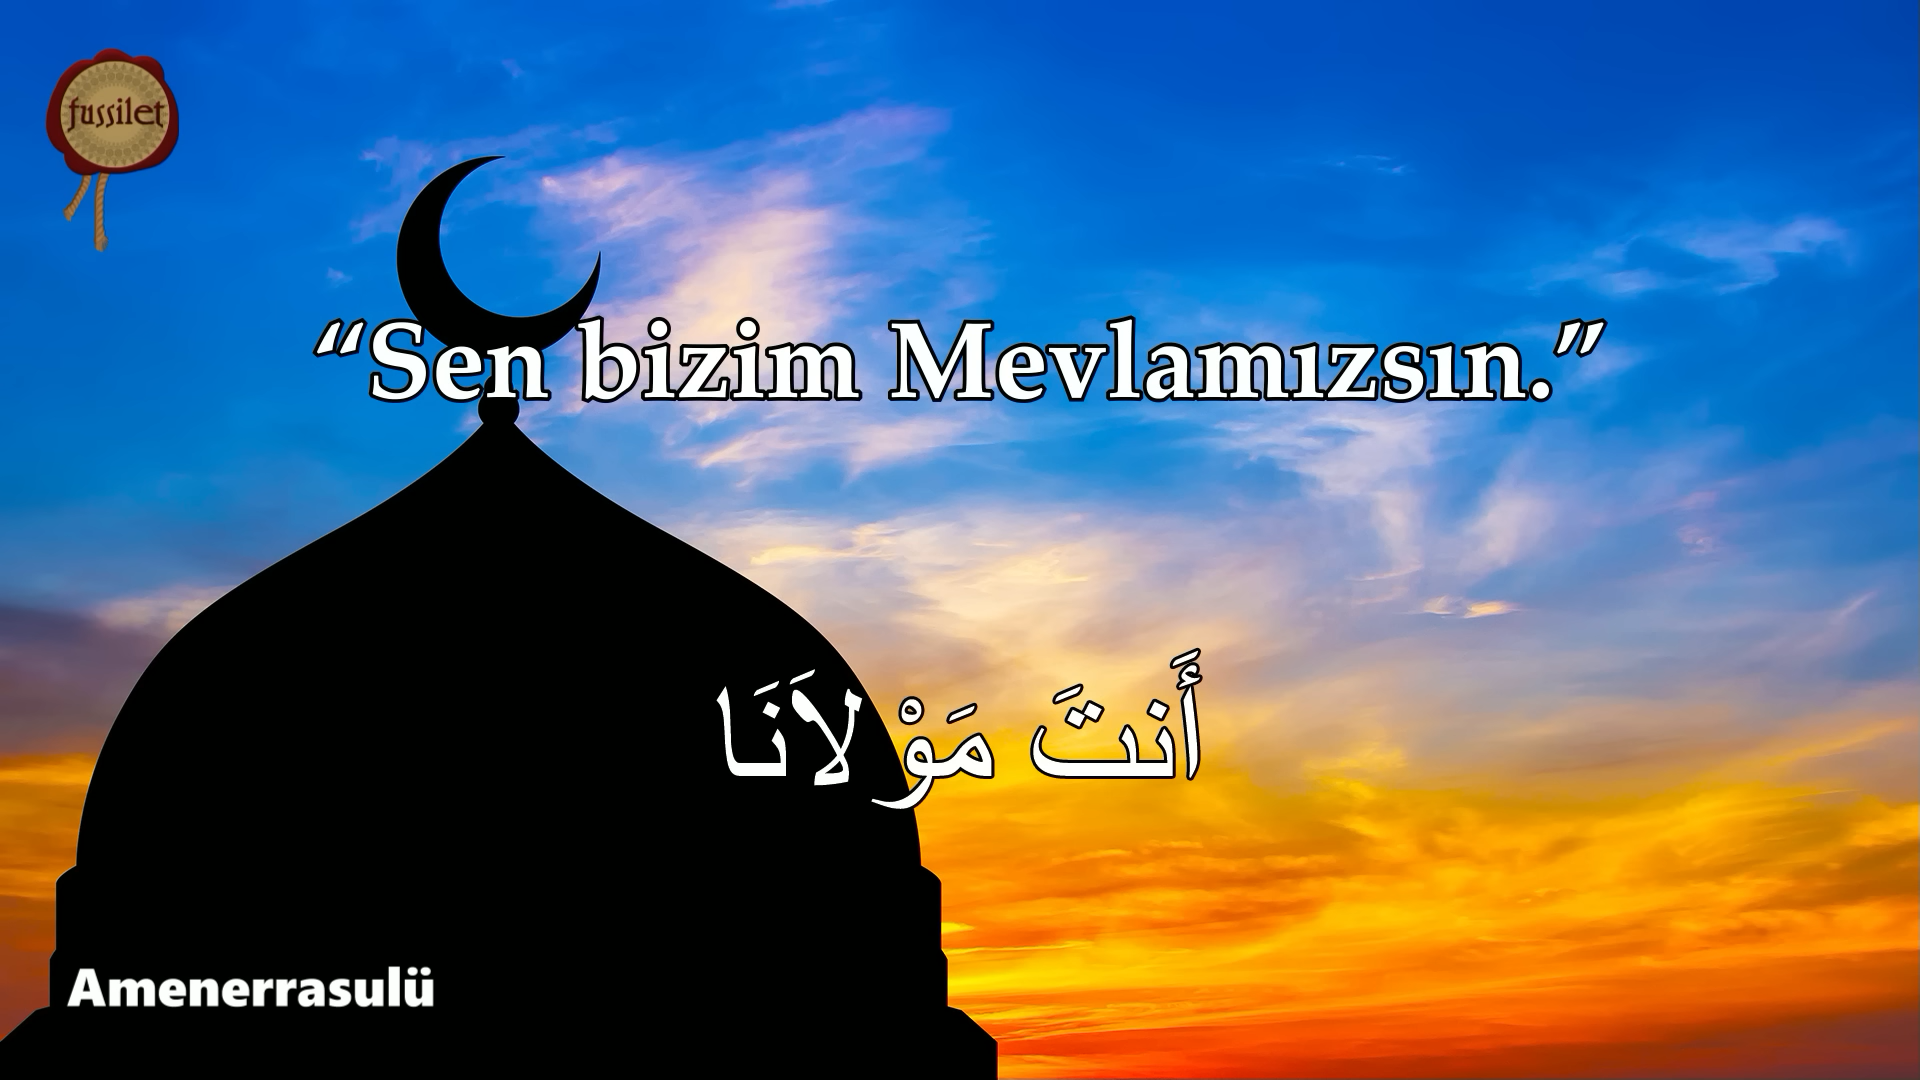 fussilet
“Sen bizim Mevlamızsın.”
أَنتَ مَوْلاَنَا
Amenerrasulü